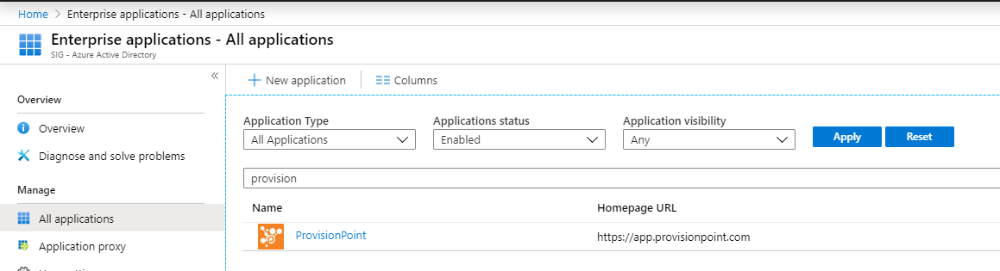 Home > Enterprise applications - All applications
Enterprise applications - All applications
SIG - Azure Active Directory
«
Overview
Overview
Diagnose and solve problems
Manage
All applications
Application proxy
+ New application
Columns
Application Type
Applications status
Application visibility
All Applications
Enabled
Any
Apply
Reset
provision
Name
Homepage URL
ProvisionPoint
https://app.provisionpoint.com